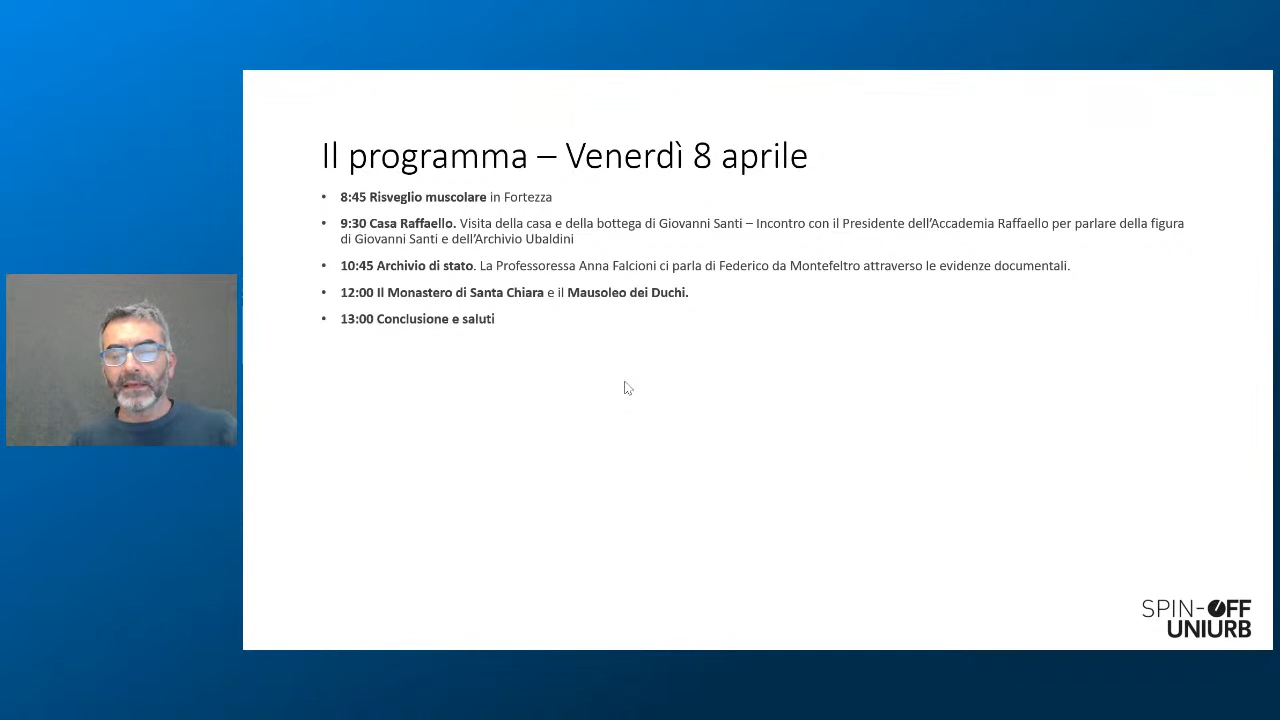 Il programma – Venerdì 8 aprile
• 8:45 Risveglio muscolare in Fortezza
• 9:30 Casa Raffaello. Visita della casa e della bottega di Giovanni Santi – Incontro con il Presidente dell'Accademia Raffaello per parlare della figura
di Giovanni Santi e dell'Archivio Ubaldini
• 10:45 Archivio di stato. La Professoressa Anna Falcioni ci parla di Federico da Montefeltro attraverso le evidenze documentali.
• 12:00 Il Monastero di Santa Chiara e il Mausoleo dei Duchi.
• 13:00 Conclusione e saluti
SPIN-OFF
UNIURB